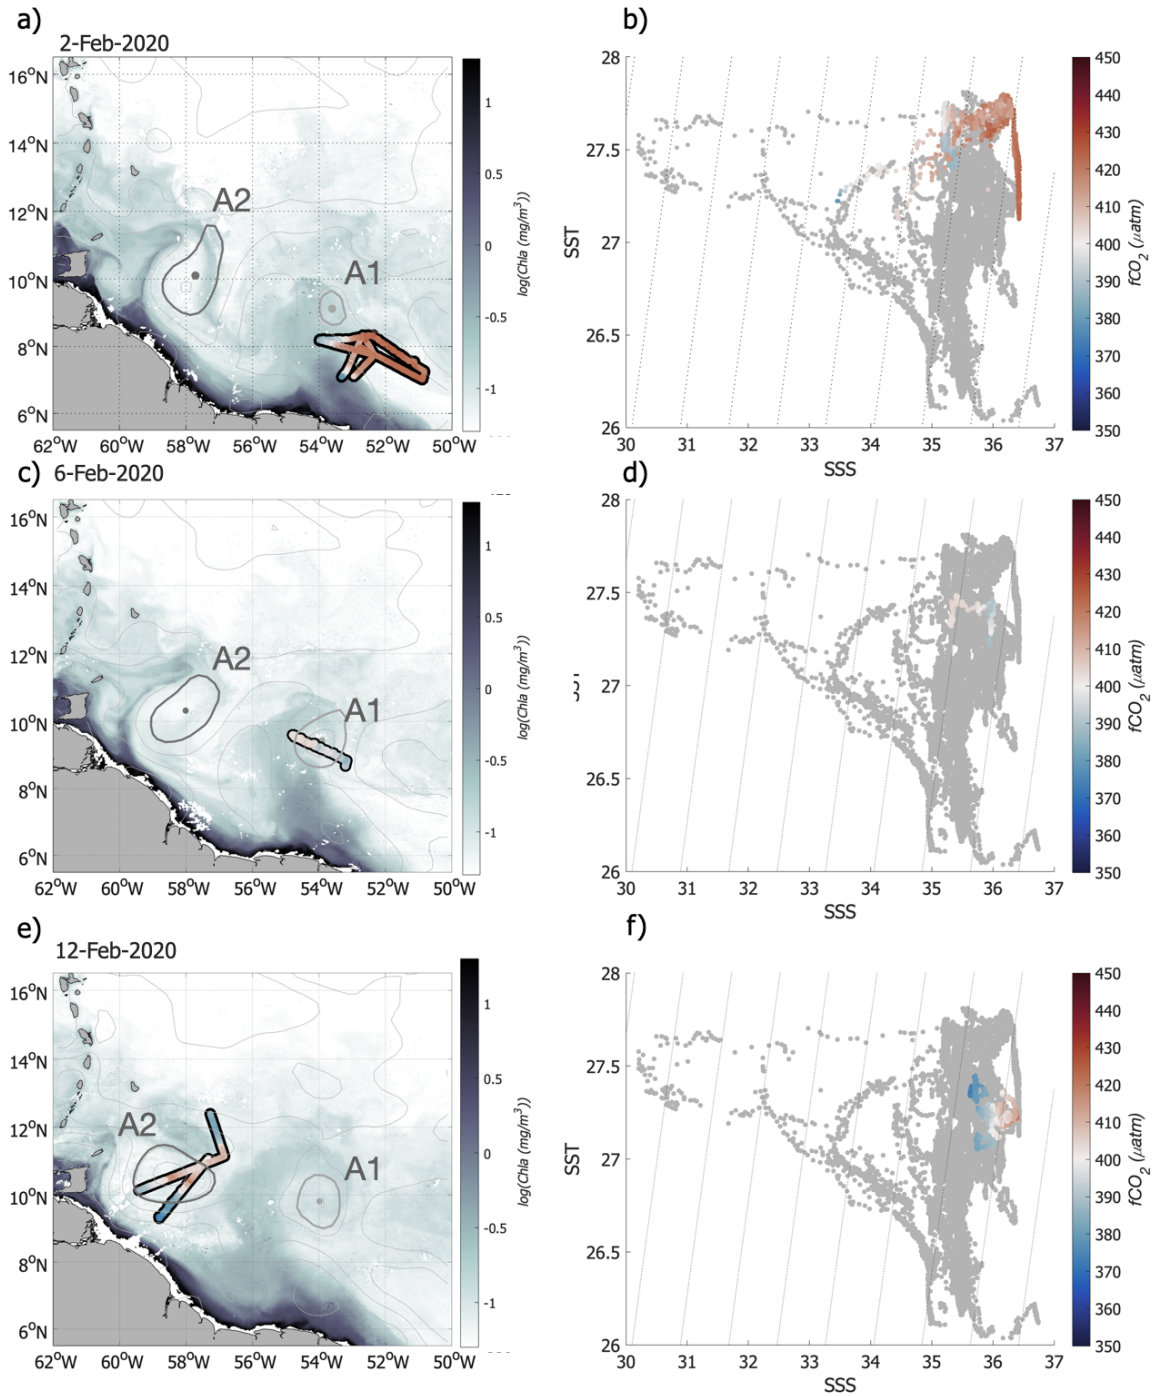 a)
2-Feb-2020
16°N
14°N
12°N
10°N
8°N
6°N
A2
A1
62°W 60°W 58°W 56°W 54°W 52°W 50°W
1
0.5
0
-0.5
-1
log(Chla (mg/m³))
b)
28
27.5
27
26.5
26
SST
30 31 32 33 34 35 36 37
SSS
450
440
430
420
410
400
390
380
370
360
350
fCO₂ (μatm)
c)
6-Feb-2020
16°N
14°N
12°N
10°N
8°N
6°N
A2
A1
62°W 60°W 58°W 56°W 54°W 52°W 50°W
1
0.5
0
-0.5
-1
log(Chla (mg/m³))
d)
28
27.5
27
26.5
26
30 31 32 33 34 35 36 37
SSS
450
440
430
420
410
400
390
380
370
360
350
fCO₂ (μatm)
e)
12-Feb-2020
16°N
14°N
12°N
10°N
8°N
6°N
A2
A1
62°W 60°W 58°W 56°W 54°W 52°W 50°W
1
0.5
0
-0.5
-1
log(Chla (mg/m³))
f)
28
27.5
27
26.5
26
SST
30 31 32 33 34 35 36 37
SSS
450
440
430
420
410
400
390
380
370
360
350
fCO₂ (μatm)